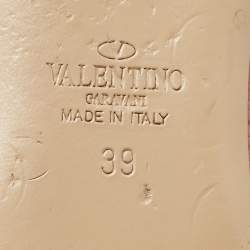 VALENTINO
GARAVANI
MADE IN ITALY
39